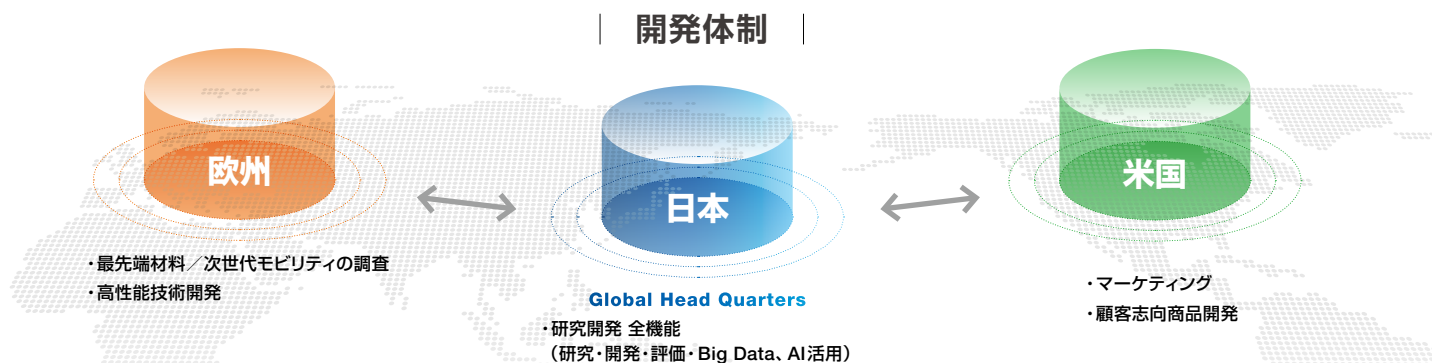 開発体制
欧州
・最先端材料／次世代モビリティの調査
・高性能技術開発
日本
Global Head Quarters
・研究開発 全機能
（研究・開発・評価・Big Data、AI活用）
米国
・マーケティング
・顧客志向商品開発